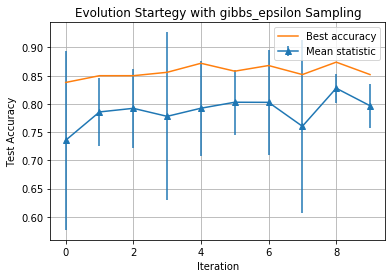 Evolution Startegy with gibbs_epsilon Sampling
Best accuracy
Mean statistic
Test Accuracy
0.90
0.85
0.80
0.75
0.70
0.65
0.60
0 2 4 6 8
Iteration